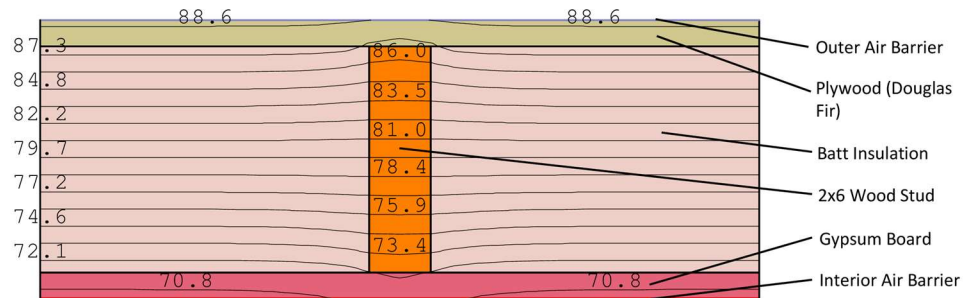 88.6 88.6
Outer Air Barrier
87.3
86.0
84.8
83.5
Plywood (Douglas
Fir)
82.2
81.0
79.7
Batt Insulation
78.4
77.2
2x6 Wood Stud
75.9
74.6
73.4
Gypsum Board
72.1
70.8 70.8
Interior Air Barrier